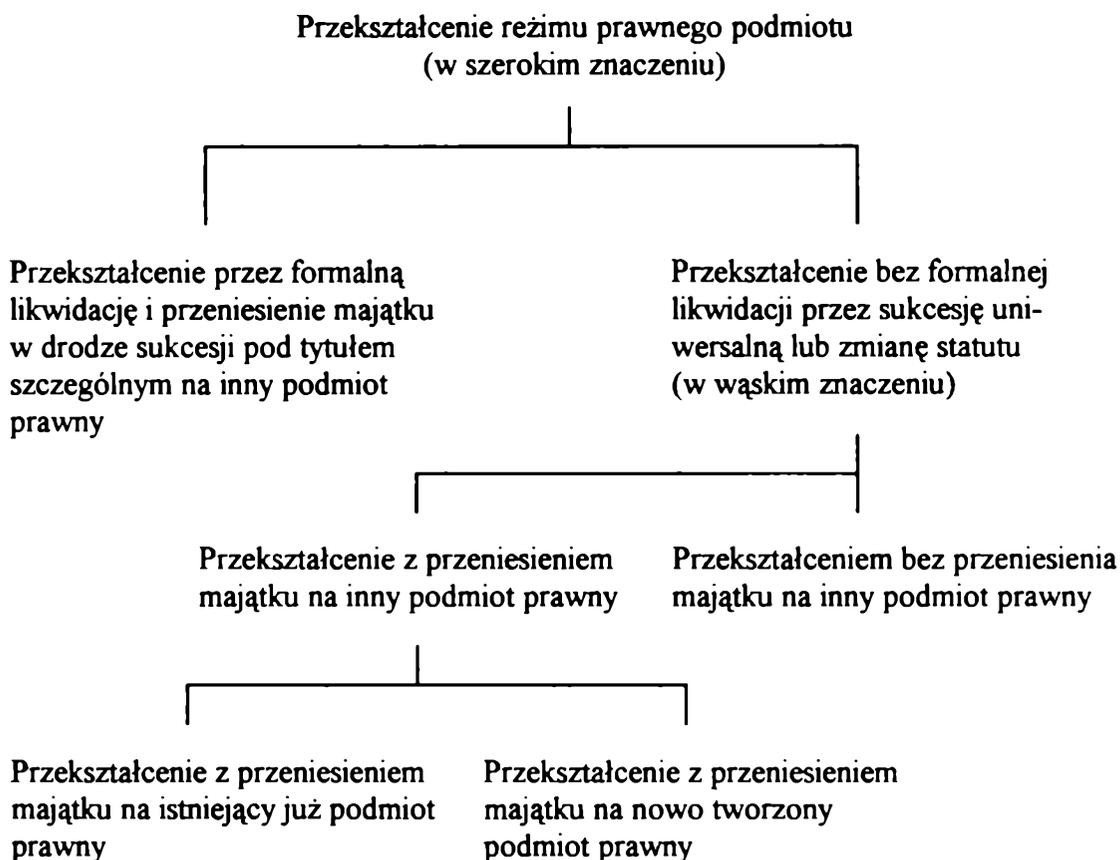 Przekształcenie reżimu prawnego podmiotu
(w szerokim znaczeniu)
Przekształcenie przez formalną
likwidację i przeniesienie majątku
w drodze sukcesji pod tytułem
szczególnym na inny podmiot
prawny
Przekształcenie bez formalnej
likwidacji przez sukcesję uni-
wersalną lub zmianę statutu
(w wąskim znaczeniu)
Przekształcenie z przeniesieniem
majątku na inny podmiot prawny
Przekształceniem bez przeniesienia
majątku na inny podmiot prawny
Przekształcenie z przeniesieniem
majątku na istniejący już podmiot
prawny
Przekształcenie z przeniesieniem
majątku na nowo tworzony
podmiot prawny